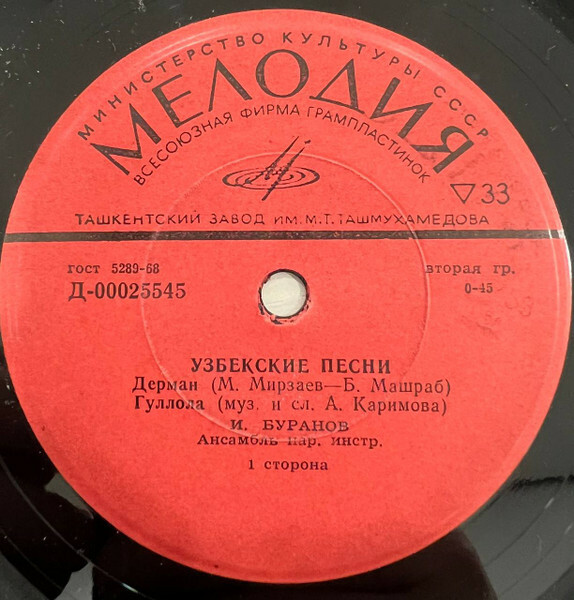 МИНИСТЕРСТВО КУЛЬТУРЫ СССР
МЕЛОДИЯ
ВСЕСОЮЗНАЯ ФИРМА ГРАМПЛАСТИНОК
33
ТАШКЕНТСКИЙ ЗАВОД ИМ. М.Т. ТАШМУХАМЕДОВА
ГОСТ 5289-68
вторая гр.
Д-00025545
0-45
УЗБЕКСКИЕ ПЕСНИ
Дерман (М. Мирзаев—Б. Машраб)
Гуллола (муз. и сл. А. Каримова)
И. БУРАНОВ
Ансамбль нар. инстр.
1 сторона